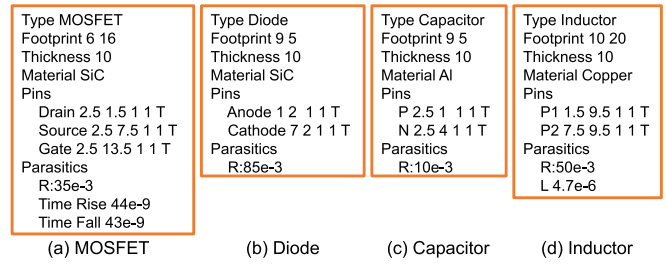 Type MOSFET
Footprint 6 16
Thickness 10
Material SiC
Pins
Drain 2.5 1.5 1 1 T
Source 2.5 7.5 1 1 T
Gate 2.5 13.5 1 1 T
Parasitics
R:35e-3
Time Rise 44e-9
Time Fall 43e-9
(a) MOSFET
Type Diode
Footprint 9 5
Thickness 10
Material SiC
Pins
Anode 1 2 1 1 T
Cathode 7 2 1 1 T
Parasitics
R:85e-3
(b) Diode
Type Capacitor
Footprint 9 5
Thickness 10
Material Al
Pins
P 2.5 1 1 1 T
N 2.5 4 1 1 T
Parasitics
R:10e-3
(c) Capacitor
Type Inductor
Footprint 10 20
Thickness 10
Material Copper
Pins
P1 1.5 9.5 1 1 T
P2 7.5 9.5 1 1 T
Parasitics
R:50e-3
L 4.7e-6
(d) Inductor